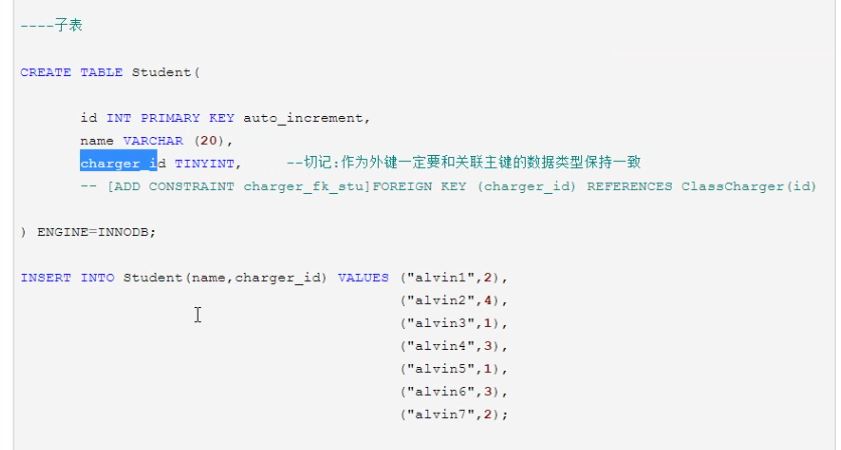 ----子表
CREATE TABLE Student(
id INT PRIMARY KEY auto_increment,
name VARCHAR (20),
charger_id TINYINT, --切记:作为外键一定要和关联主键的数据类型保持一致
-- [ADD CONSTRAINT charger_fk_stu]FOREIGN KEY (charger_id) REFERENCES ClassCharger(id)
) ENGINE=INNODB;
INSERT INTO Student(name,charger_id) VALUES ("alvin1",2),
("alvin2",4),
("alvin3",1),
("alvin4",3),
("alvin5",1),
("alvin6",3),
("alvin7",2);